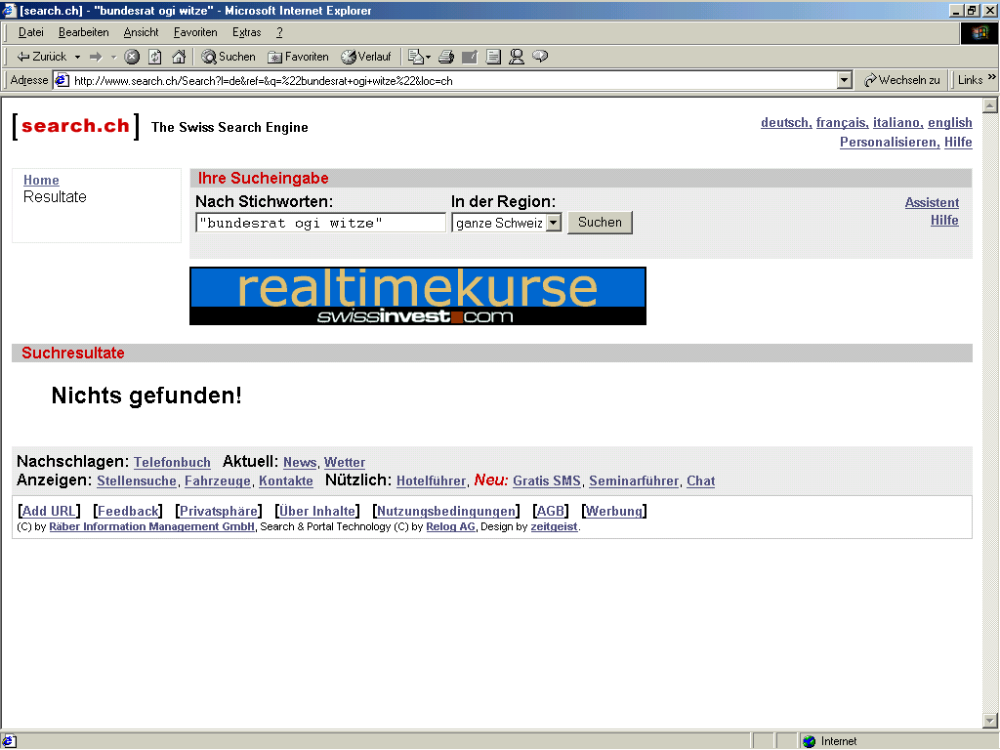 [search.ch] - "bundesrat ogi witze" - Microsoft Internet Explorer
Datei Bearbeiten Ansicht Favoriten Extras ?
Zurück Suchen Favoriten Verlauf
Adresse http://www.search.ch/Search?l=de&ref=&q=%22bundesrat+ogi+witze%22&loc=ch Wechseln zu Links »
[search.ch] The Swiss Search Engine
deutsch, français, italiano, english
Personalisieren, Hilfe
Home
Resultate
Ihre Sucheingabe
Nach Stichworten: In der Region:
"bundesrat ogi witze" ganze Schweiz Suchen
Assistent
Hilfe
realtimekurse
swissinvest.com
Suchresultate
Nichts gefunden!
Nachschlagen: Telefonbuch Aktuell: News, Wetter
Anzeigen: Stellensuche, Fahrzeuge, Kontakte Nützlich: Hotelführer, Neu: Gratis SMS, Seminarführer, Chat
[Add URL] [Feedback] [Privatsphäre] [Über Inhalte] [Nutzungsbedingungen] [AGB] [Werbung]
(C) by Räber Information Management GmbH, Search & Portal Technology (C) by Relog AG, Design by zeitgeist.
Internet